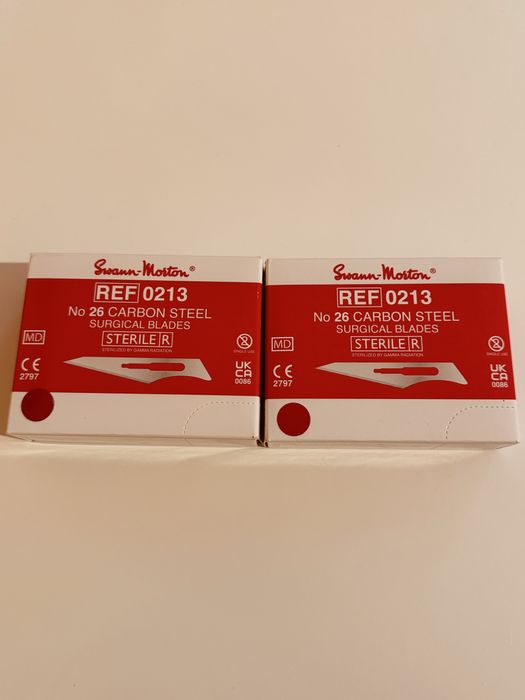 Swann-Morton®
REF 0213
No 26 CARBON STEEL
SURGICAL BLADES
MD
STERILE R
STERILIZED BY GAMMA RADIATION
SINGLE USE
CE
2797
UK
CA
0086
Swann-Morton®
REF 0213
No 26 CARBON STEEL
SURGICAL BLADES
MD
STERILE R
STERILIZED BY GAMMA RADIATION
SINGLE USE
CE
2797
UK
CA
0086